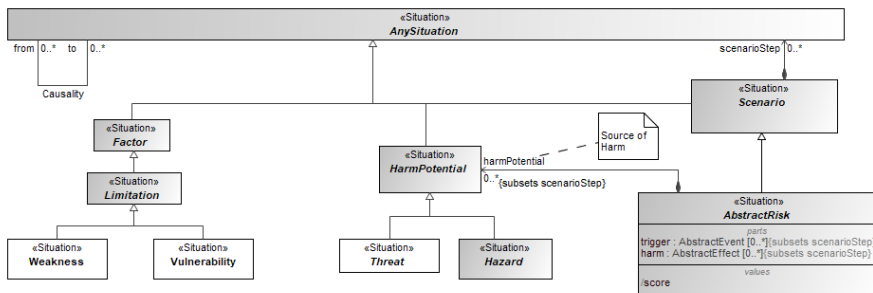 «Situation»
AnySituation
from 0..* to 0..*
Causality
scenarioStep 0..*
«Situation»
Scenario
«Situation»
Factor
«Situation»
HarmPotential
Source of
Harm
harmPotential
0..* {subsets scenarioStep}
«Situation»
Limitation
«Situation»
AbstractRisk
parts
trigger : AbstractEvent [0..*]{subsets scenarioStep}
harm : AbstractEffect [0..*]{subsets scenarioStep}
values
/score
«Situation»
Weakness
«Situation»
Vulnerability
«Situation»
Threat
«Situation»
Hazard